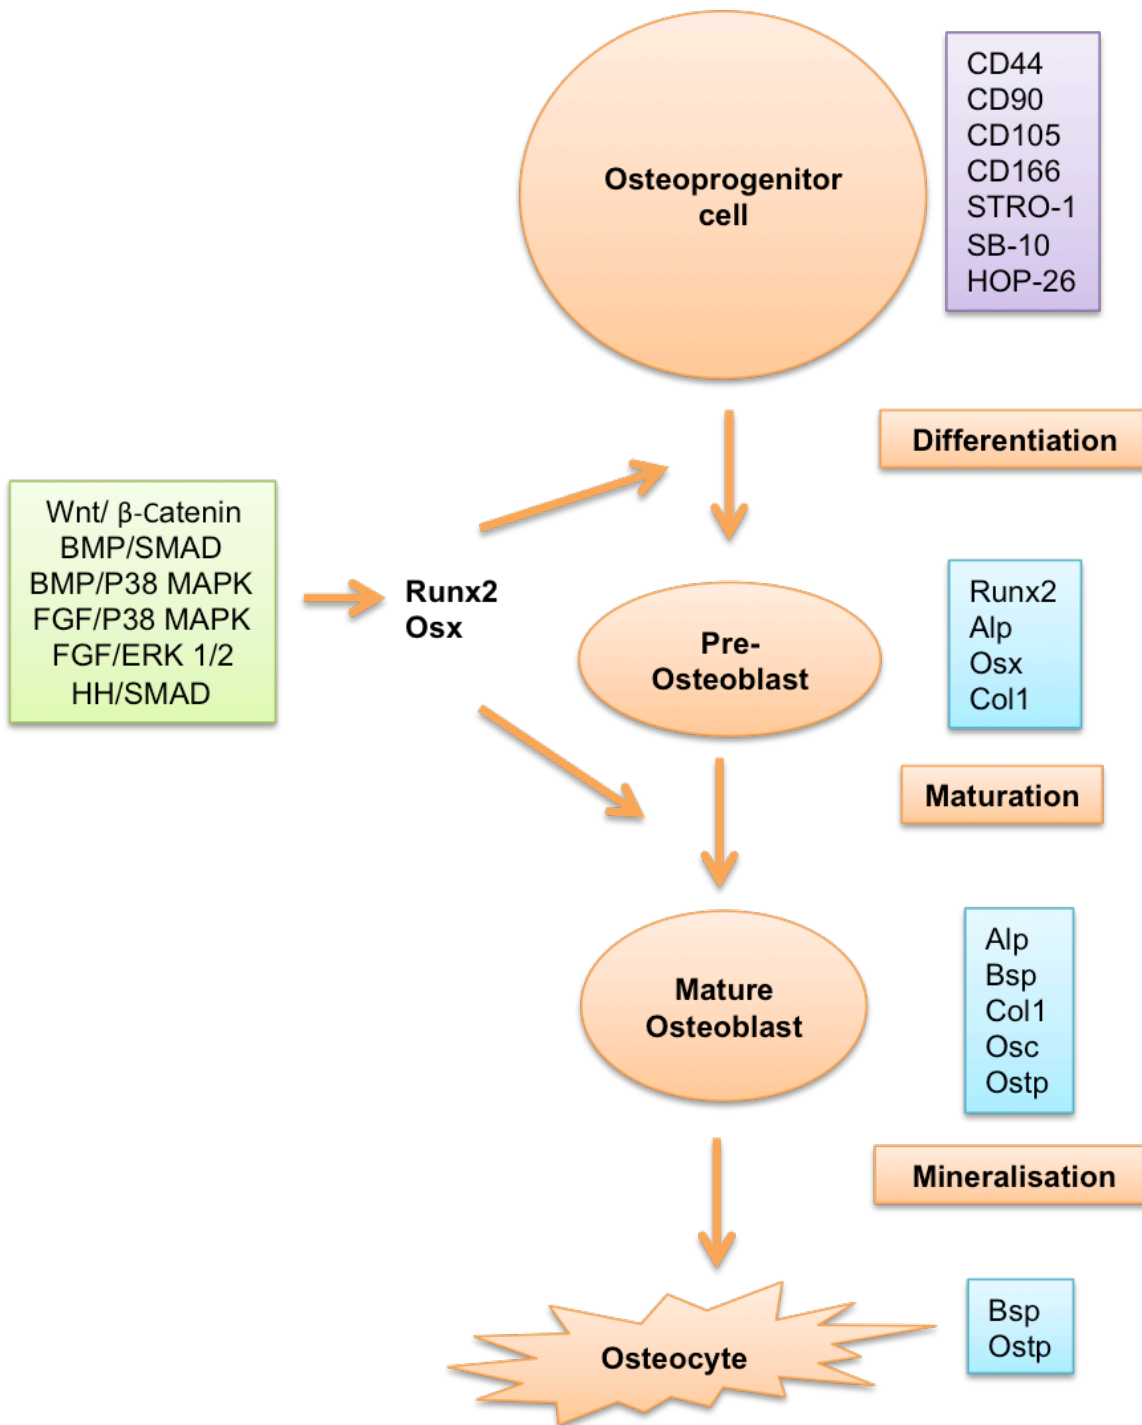 Osteoprogenitor
cell
CD44
CD90
CD105
CD166
STRO-1
SB-10
HOP-26
Differentiation
Wnt/ β-Catenin
BMP/SMAD
BMP/P38 MAPK
FGF/P38 MAPK
FGF/ERK 1/2
HH/SMAD
Runx2
Osx
Pre-
Osteoblast
Runx2
Alp
Osx
Col1
Maturation
Mature
Osteoblast
Alp
Bsp
Col1
Osc
Ostp
Mineralisation
Osteocyte
Bsp
Ostp